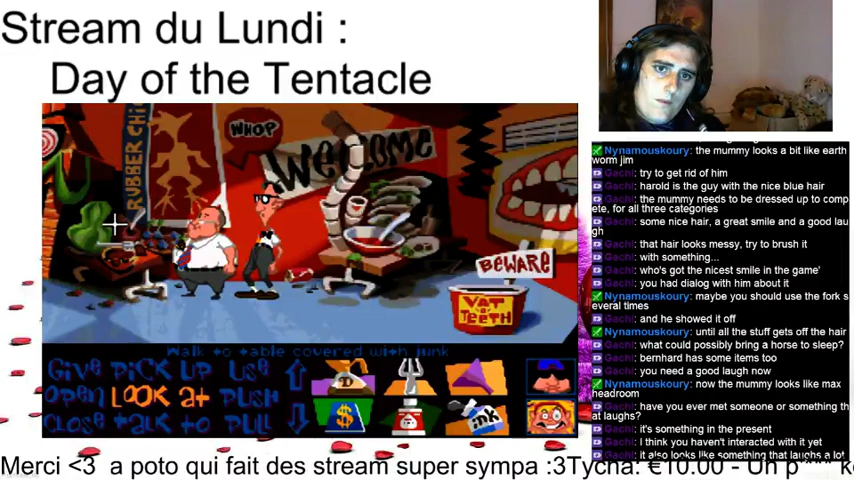 Stream du Lundi :
Day of the Tentacle
RUBBER CHIC
WHOP
WELCOME
BEWARE
VAT
O
TEETH
Walk to table covered with junk
Give Pick up Use
Open Look at Push
Close talk to Pull
D
$
ink
Nynamouskoury: the mummy looks a bit like earth
worm jim
Gachi: try to get rid of him
Gachi: harold is the guy with the nice blue hair
Gachi: the mummy needs to be dressed up to comp
ete, for all three categories
Gachi: some nice hair, a great smile and a good lau
gh
Gachi: that hair looks messy, try to brush it
Gachi: with something...
Gachi: who's got the nicest smile in the game'
Gachi: you had dialog with him about it
Nynamouskoury: maybe you should use the fork s
everal times
Gachi: and he showed it off
Nynamouskoury: until all the stuff gets off the hair
Gachi: what could possibly bring a horse to sleep?
Gachi: bernhard has some items too
Gachi: you need a good laugh now
Nynamouskoury: now the mummy looks like max
headroom
Gachi: have you ever met someone or something th
at laughs?
Gachi: it's something in the present
Gachi: I think you haven't interacted with it yet
Gachi: it also looks like something that laughs a lot
Merci <3 a poto qui fait des stream super sympa :3Tycha: €10.00 - Un